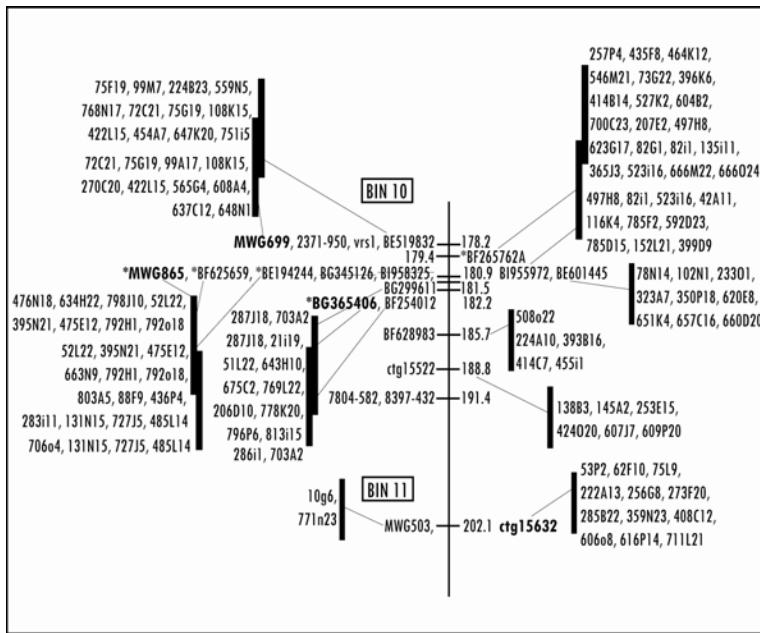 75F19, 99M7, 224B23, 559N5,
768N17, 72C21, 75G19, 108K15,
422L15, 454A7, 647K20, 751i5
72C21, 75G19, 99A17, 108K15,
270C20, 422L15, 565G4, 608A4,
637C12, 648N1
257P4, 435F8, 464K12,
546M21, 73G22, 396K6,
414B14, 527K2, 604B2,
700C23, 207E2, 497H8,
623G17, 82G1, 82i1, 135i11,
365J3, 523i16, 666M22, 666O24
497H8, 82i1, 523i16, 42A11,
116K4, 785F2, 592D23,
785D15, 152L21, 399D9
BIN 10
MWG699, 2371-950, vrs1, BE519832 178.2
179.4 *BF265762A
*MWG865, *BF625659, *BE194244, BG345126, BI958325, 180.9 BI955972, BE601445
BG299611 181.5
*BG365406, BF254012 182.2
BF628983 185.7
ctg15522 188.8
7804-582, 8397-432 191.4
476N18, 634H22, 798J10, 52L22,
395N21, 475E12, 792H1, 792o18
52L22, 395N21, 475E12,
663N9, 792H1, 792o18,
803A5, 88F9, 436P4,
283i11, 131N15, 727J5, 485L14
706o4, 131N15, 727J5, 485L14
287J18, 703A2
287J18, 21i19,
51L22, 643H10,
675C2, 769L22,
206D10, 778K20,
796P6, 813i15
286i1, 703A2
78N14, 102N1, 233O1,
323A7, 350P18, 620E8,
651K4, 657C16, 660D20
508o22
224A10, 393B16,
414C7, 455i1
138B3, 145A2, 253E15,
424O20, 607J7, 609P20
BIN 11
10g6,
771n23
MWG503, 202.1 ctg15632
53P2, 62F10, 75L9,
222A13, 256G8, 273F20,
285B22, 359N23, 408C12,
606o8, 616P14, 711L21